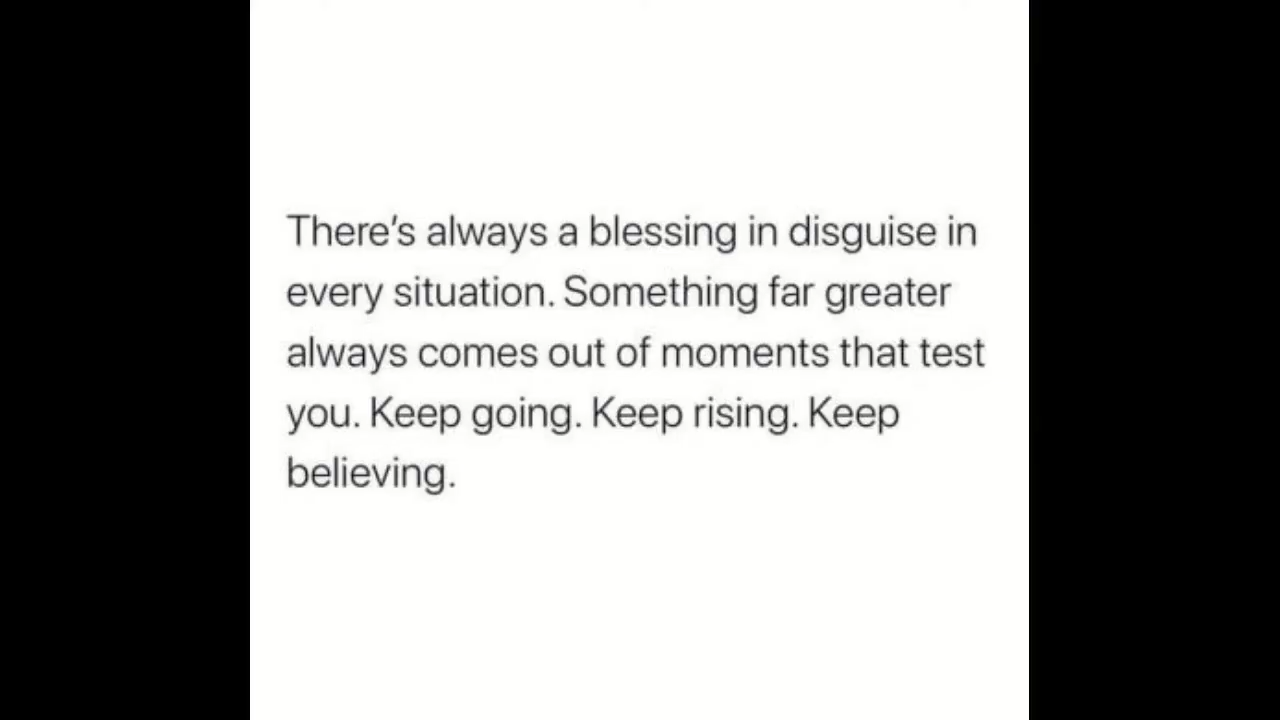 There's always a blessing in disguise in
every situation. Something far greater
always comes out of moments that test
you. Keep going. Keep rising. Keep
believing.